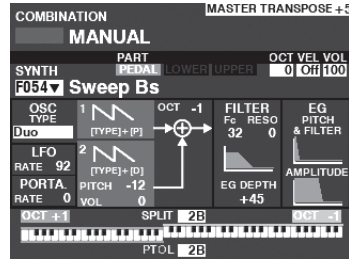 MASTER TRANSPOSE +5
COMBINATION
MANUAL
PART
OCT VEL VOL
SYNTH
PEDAL LOWER UPPER
0 Off 100
F054▼ Sweep Bs
OSC
TYPE
Duo
1
[TYPE]+[P]
OCT -1
FILTER
Fc RESO
32 0
EG
PITCH
& FILTER
LFO
RATE 92
2
[TYPE]+[D]
PITCH -12
VOL 0
PORTA.
RATE 0
EG DEPTH
+45
AMPLITUDE
OCT +1
SPLIT 2B
OCT -1
PTOL 2B